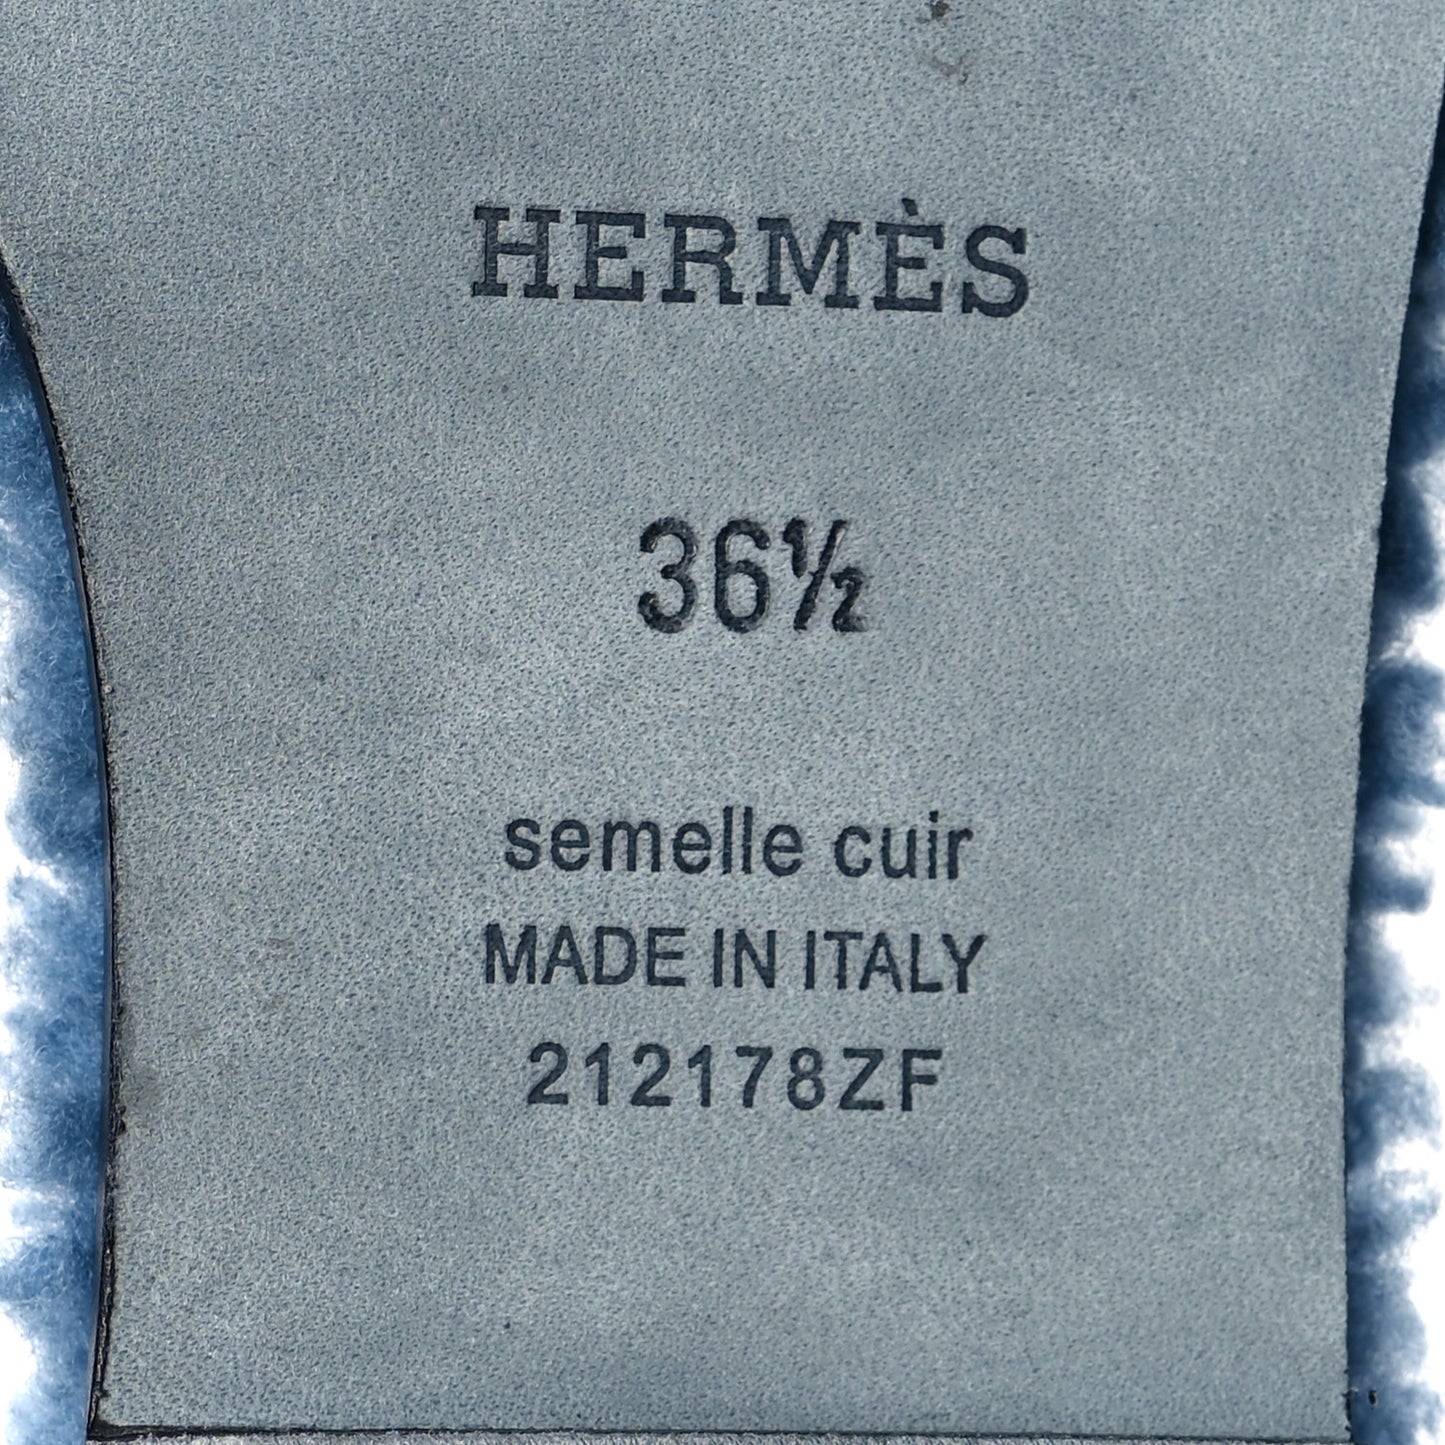 HERMÈS
36½
semelle cuir
MADE IN ITALY
212178ZF